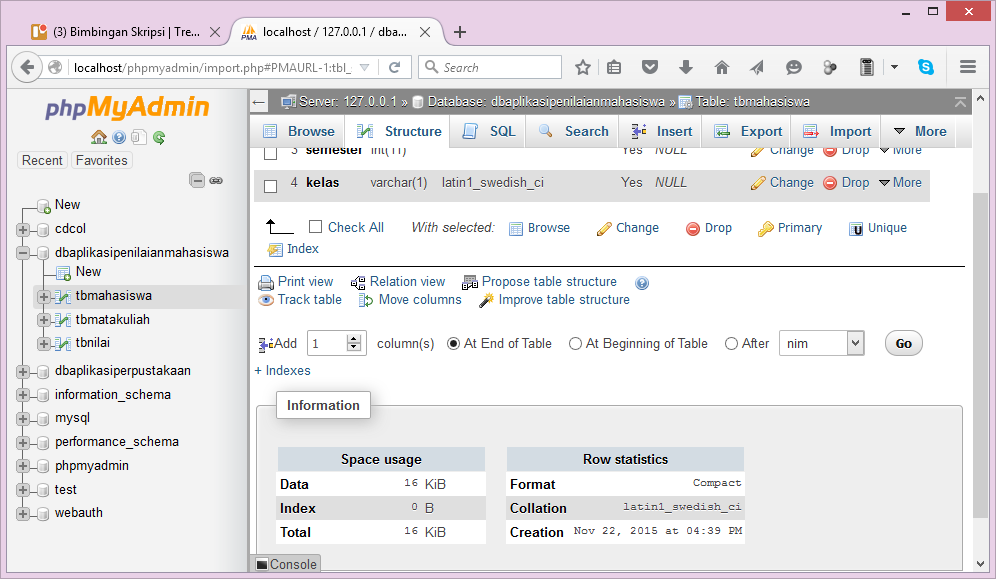 (3) Bimbingan Skripsi | Tre...
localhost / 127.0.0.1 / dba...
localhost/phpmyadmin/import.php#PMAURL-1:tbl_
Search
phpMyAdmin
Recent
Favorites
New
cdcol
dbaplikasipenilaianmahasiswa
New
tbmahasiswa
tbmatakuliah
tbnilai
dbaplikasiperpustakaan
information_schema
mysql
performance_schema
phpmyadmin
test
webauth
Server: 127.0.0.1 » Database: dbaplikasipenilaianmahasiswa » Table: tbmahasiswa
Browse Structure SQL Search Insert Export Import More
3 semester int(11) Yes NULL Change Drop More
4 kelas varchar(1) latin1_swedish_ci Yes NULL Change Drop More
Check All With selected: Browse Change Drop Primary Unique
Index
Print view Relation view Propose table structure
Track table Move columns Improve table structure
Add 1 column(s) At End of Table At Beginning of Table After nim Go
+ Indexes
Information
Space usage
Data 16 KiB
Index 0 B
Total 16 KiB
Row statistics
Format Compact
Collation latin1_swedish_ci
Creation Nov 22, 2015 at 04:39 PM
Console